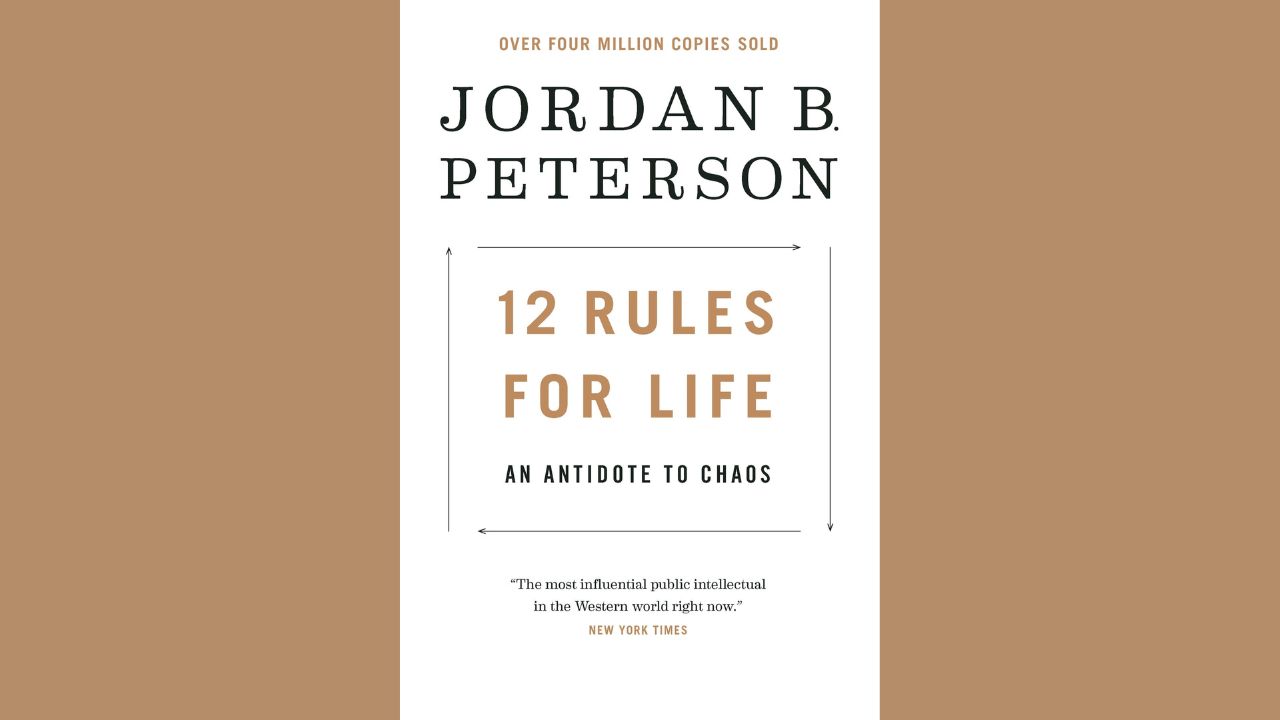 OVER FOUR MILLION COPIES SOLD
JORDAN B.
PETERSON
12 RULES
FOR LIFE
AN ANTIDOTE TO CHAOS
“The most influential public intellectual
in the Western world right now.”
NEW YORK TIMES